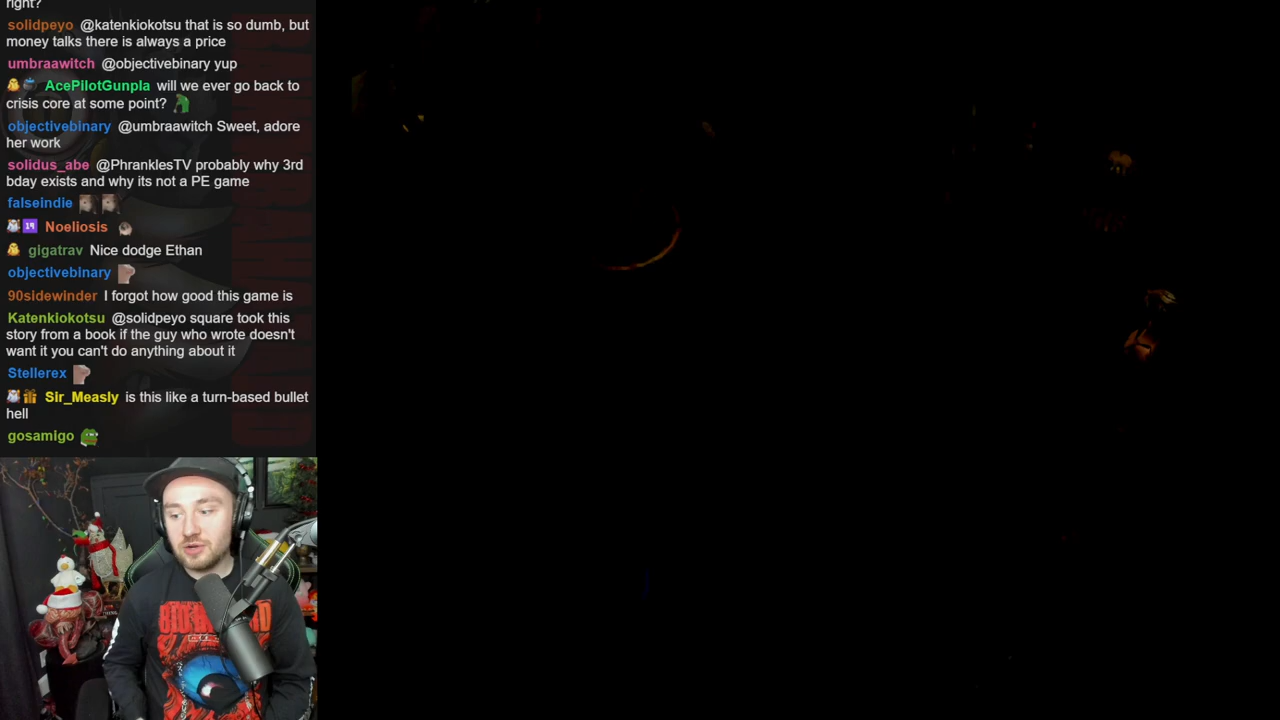 right?
solidpeyo @katenkiokotsu that is so dumb, but
money talks there is always a price
umbraawitch @objectivebinary yup
AcePilotGunpla will we ever go back to
crisis core at some point?
objectivebinary @umbraawitch Sweet, adore
her work
solidus_abe @PhranklesTV probably why 3rd
bday exists and why its not a PE game
falseindie
19 Noeliosis
gigatrav Nice dodge Ethan
objectivebinary
90sidewinder I forgot how good this game is
Katenkiokotsu @solidpeyo square took this
story from a book if the guy who wrote doesn't
want it you can't do anything about it
Stellerex
Sir_Measly is this like a turn-based bullet
hell
gosamigo